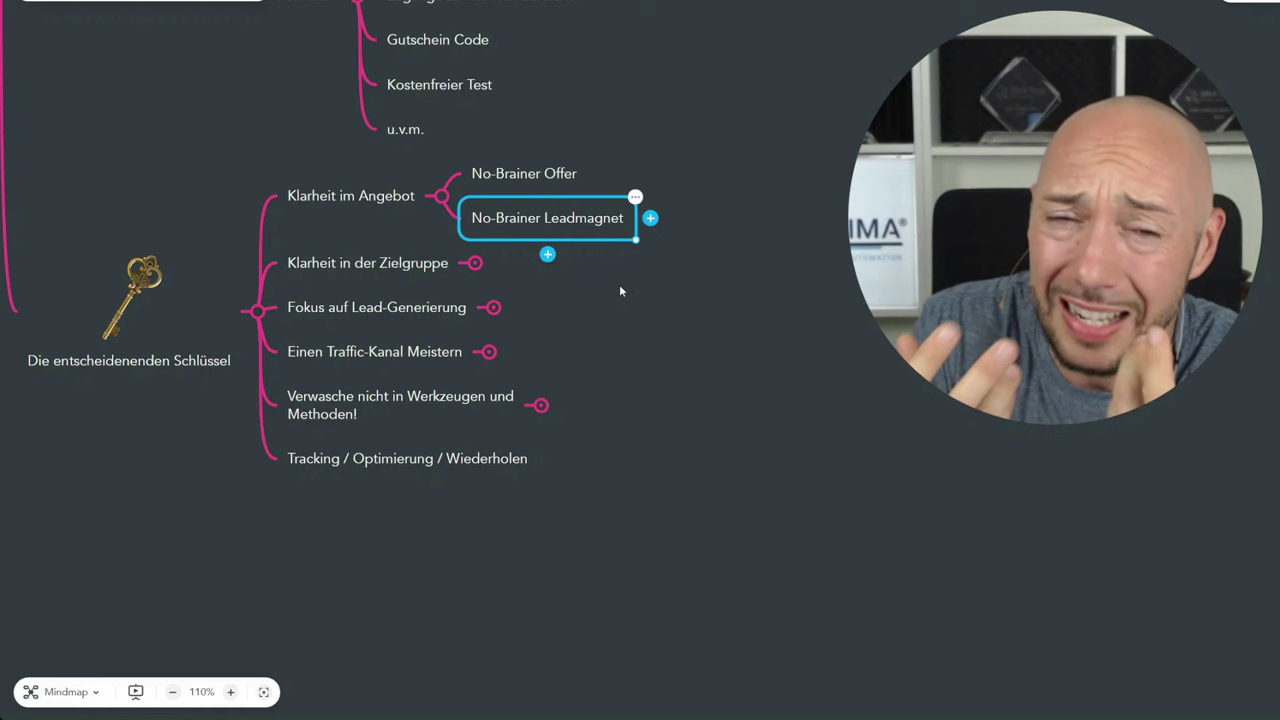 Gutschein Code
Kostenfreier Test
u.v.m.
No-Brainer Offer
Klarheit im Angebot
No-Brainer Leadmagnet
Klarheit in der Zielgruppe
Fokus auf Lead-Generierung
Die entscheidenenden Schlüssel
Einen Traffic-Kanal Meistern
Verwasche nicht in Werkzeugen und
Methoden!
Tracking / Optimierung / Wiederholen
IMA®
Mindmap
110%